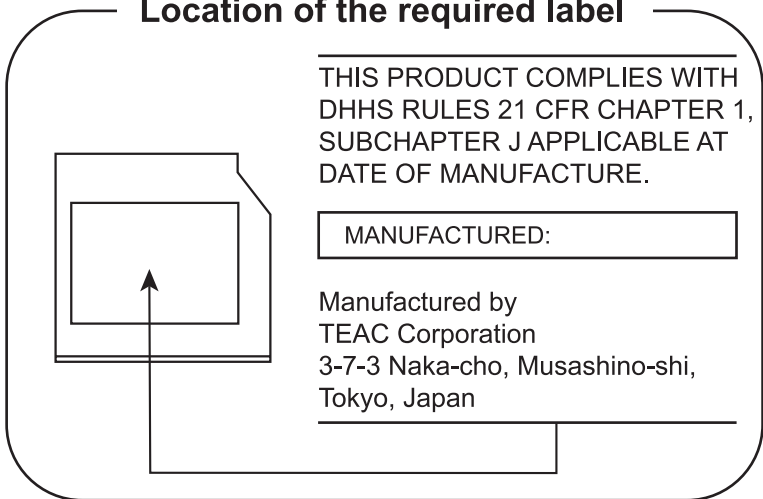 Location of the required label
THIS PRODUCT COMPLIES WITH
DHHS RULES 21 CFR CHAPTER 1,
SUBCHAPTER J APPLICABLE AT
DATE OF MANUFACTURE.
MANUFACTURED:
Manufactured by
TEAC Corporation
3-7-3 Naka-cho, Musashino-shi,
Tokyo, Japan